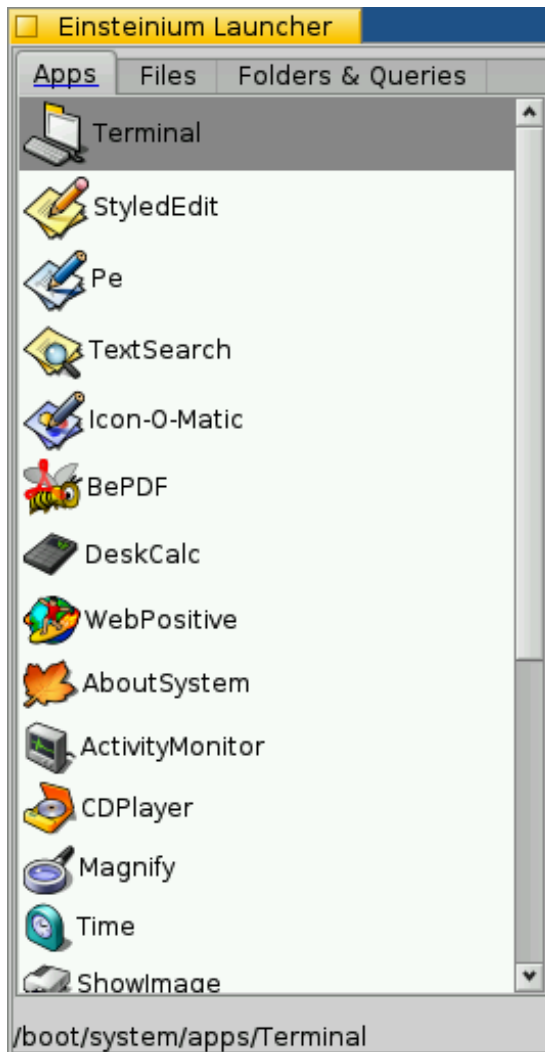 Einsteinium Launcher
Apps Files Folders & Queries
Terminal
StyledEdit
Pe
TextSearch
Icon-O-Matic
BePDF
DeskCalc
WebPositive
AboutSystem
ActivityMonitor
CDPlayer
Magnify
Time
ShowImage
/boot/system/apps/Terminal